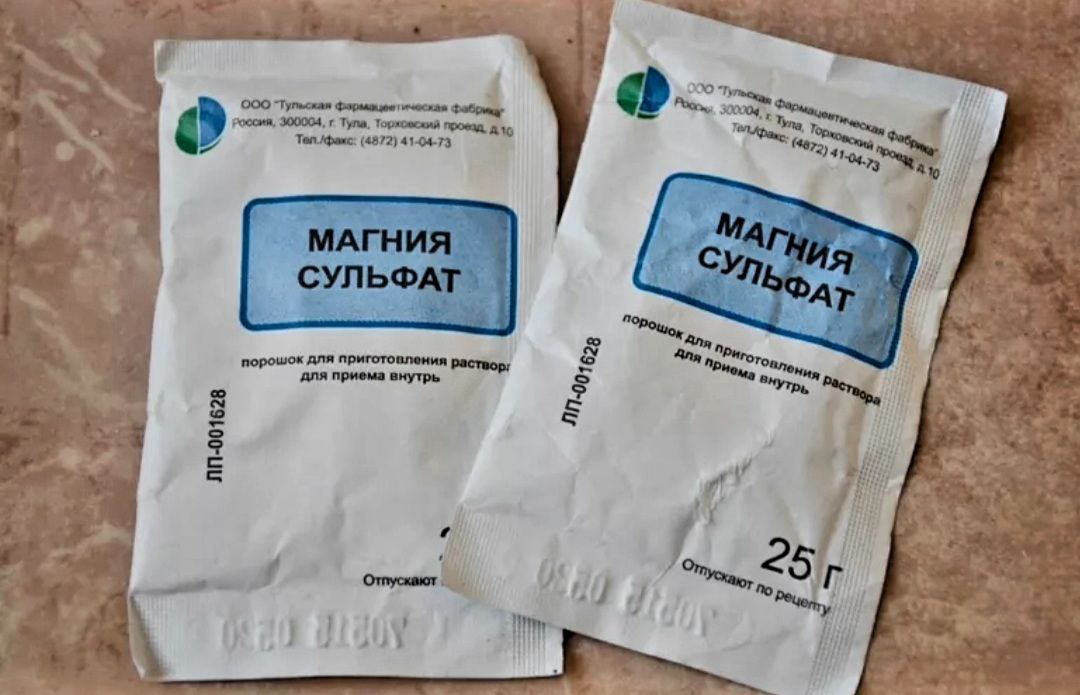 ООО "Тульская фармацевтическая фабрика"
Россия, 300004, г. Тула, Торховский проезд, д.10
Тел./факс: (4872) 41-04-73
МАГНИЯ
СУЛЬФАТ
порошок для приготовления раствора
для приема внутрь
ЛП-001628
Отпускают
ООО "Тульская фармацевтическая фабрика"
Россия, 300004, г. Тула, Торховский проезд, д.10
Тел./факс: (4872) 41-04-73
МАГНИЯ
СУЛЬФАТ
порошок для приготовления раствора
для приема внутрь
ЛП-001628
25 г
Отпускают по рецепту